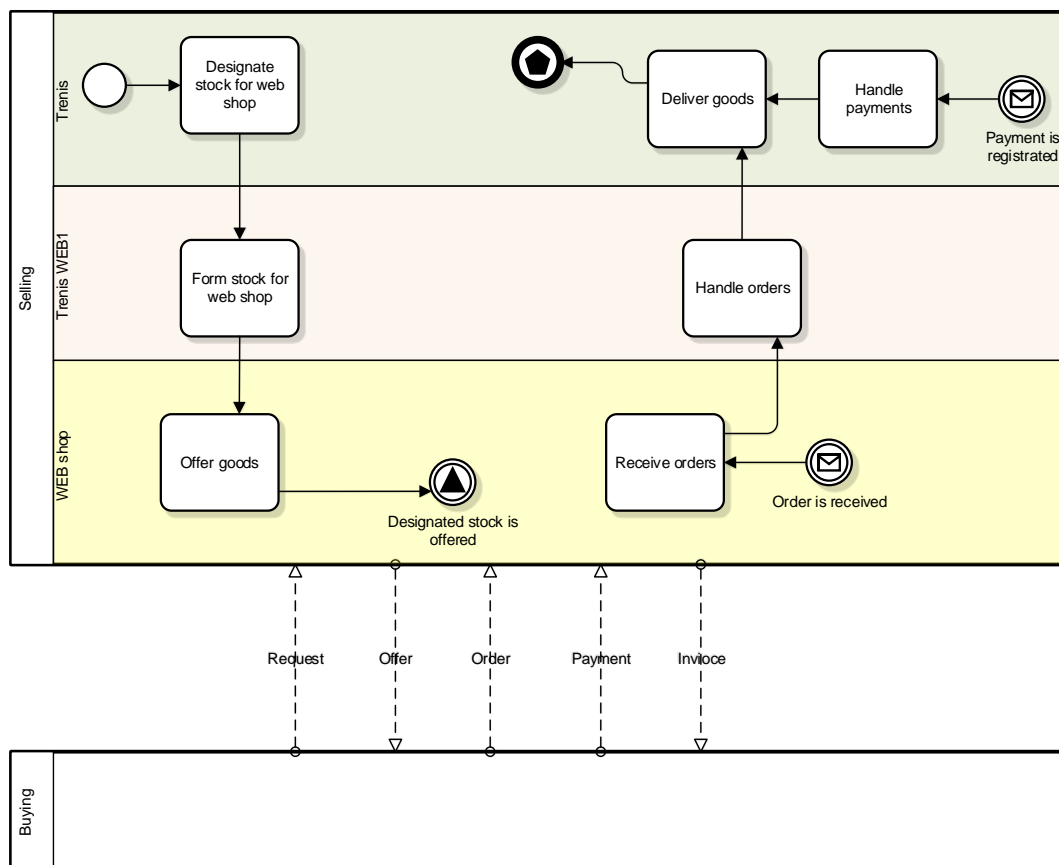 Selling
Trenis
Designate
stock for web
shop
Deliver goods
Handle
payments
Payment is
registrated
Trenis WEB1
Form stock for
web shop
Handle orders
WEB shop
Offer goods
Designated stock is
offered
Receive orders
Order is received
Request
Offer
Order
Payment
Invioce
Buying